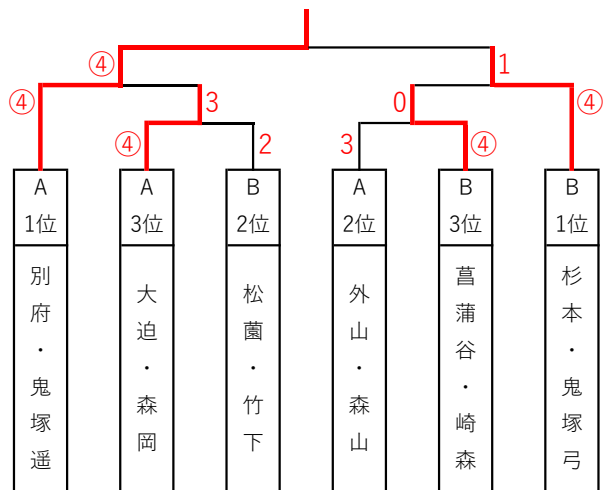 ④ 1
④ 3 0 ④
④ 2 3 ④
A A B A B B
1位 3位 2位 2位 3位 1位
別府・鬼塚遥
大迫・森岡
松薗・竹下
外山・森山
菖蒲谷・崎森
杉本・鬼塚弓